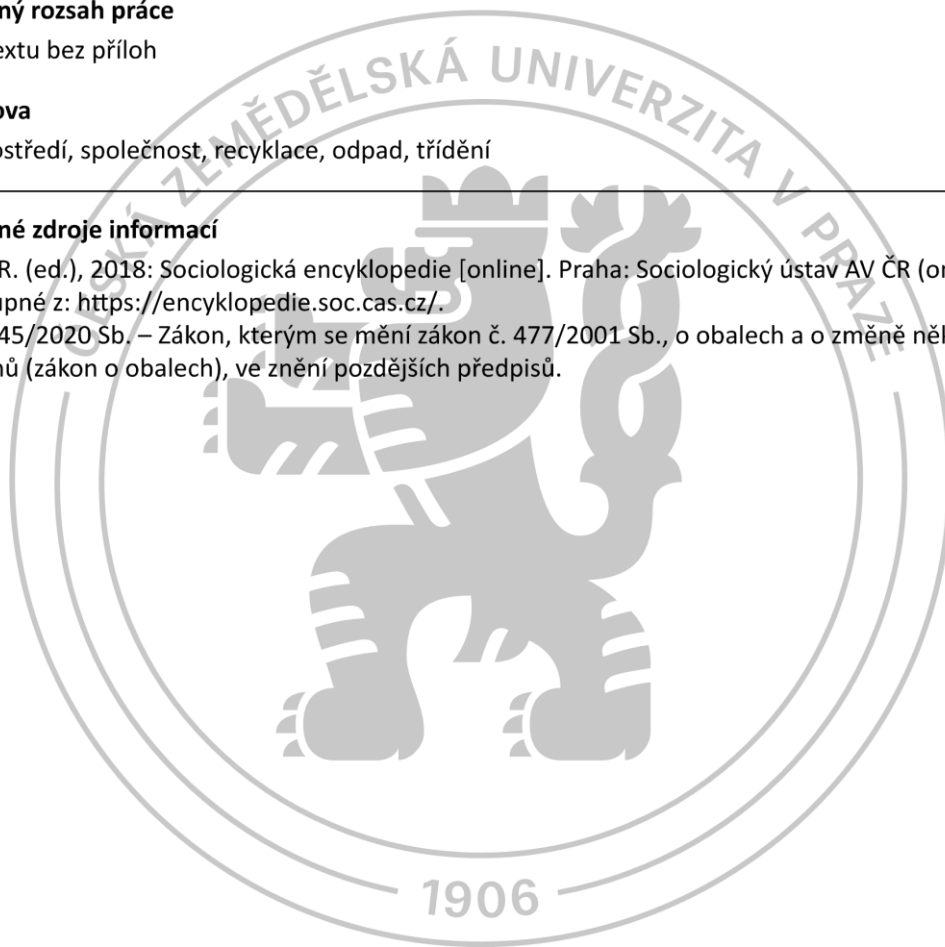 ný rozsah práce
extu bez příloh
ova
ostředí, společnost, recyklace, odpad, třídění
né zdroje informací
R. (ed.), 2018: Sociologická encyklopedie [online]. Praha: Sociologický ústav AV ČR (on
upné z: https://encyklopedie.soc.cas.cz/.
45/2020 Sb. – Zákon, kterým se mění zákon č. 477/2001 Sb., o obalech a o změně něk
nů (zákon o obalech), ve znění pozdějších předpisů.
ČESKÁ ZEMĚDĚLSKÁ UNIVERZITA V PRAZE
1906